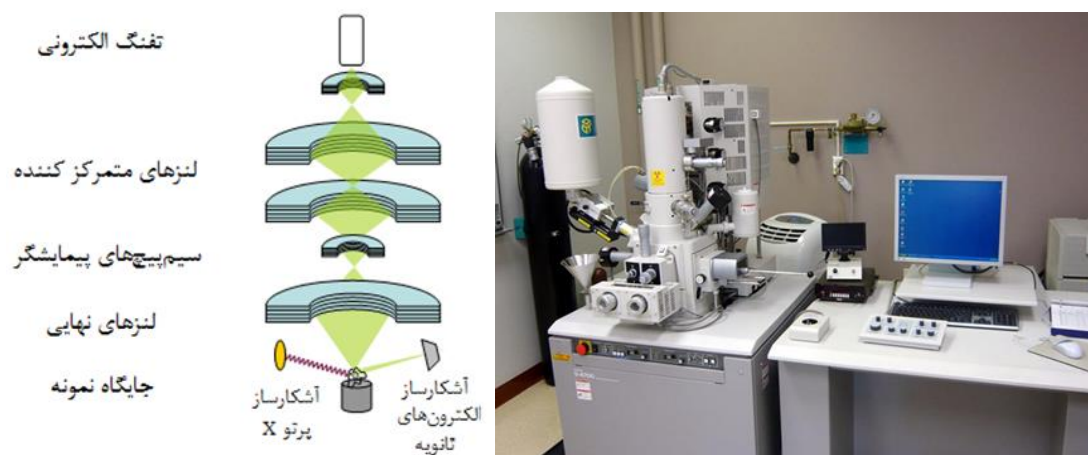 تفنگ الکترونی
لنزهای متمرکز کننده
سیم‌پیچ‌های پیمایشگر
لنزهای نهایی
جایگاه نمونه
آشکارساز
پرتو X
آشکارساز
الکترون‌های
ثانویه